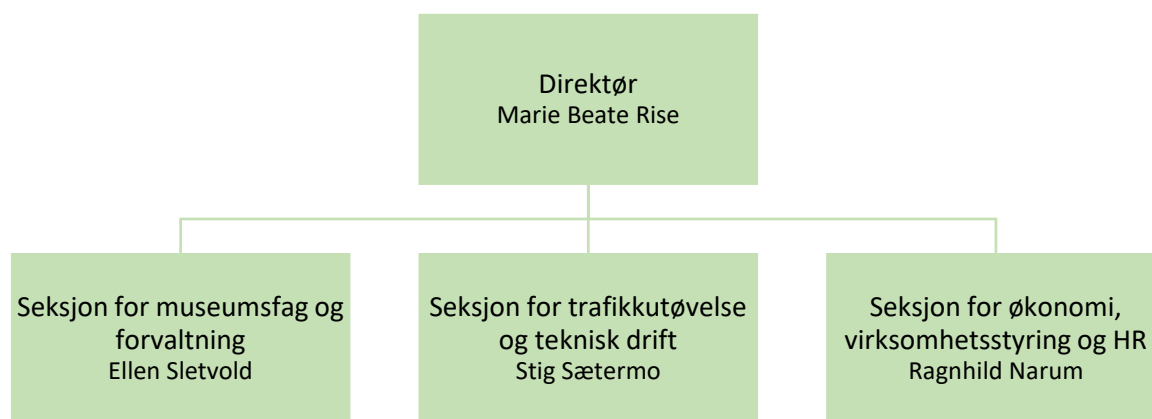 Direktør
Marie Beate Rise
Seksjon for museumsfag og
forvaltning
Ellen Sletvold
Seksjon for trafikkutøvelse
og teknisk drift
Stig Sætermo
Seksjon for økonomi,
virksomhetsstyring og HR
Ragnhild Narum